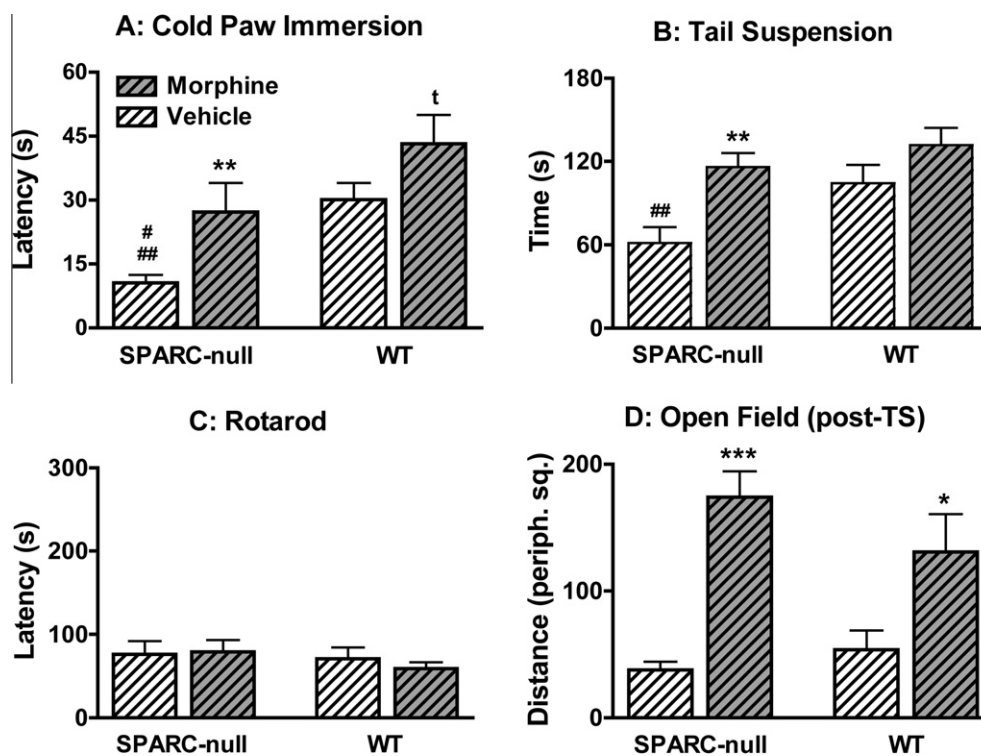 A: Cold Paw Immersion
Latency (s)
60
45
30
15
0
Morphine
Vehicle
#
##
**
t
SPARC-null WT
B: Tail Suspension
Time (s)
180
120
60
0
##
**
SPARC-null WT
C: Rotarod
Latency (s)
300
200
100
0
SPARC-null WT
D: Open Field (post-TS)
Distance (periph. sq.)
200
100
0
***
*
SPARC-null WT